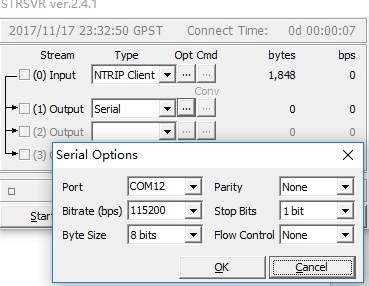 STRSVR ver.2.4.1
2017/11/17 23:32:50 GPST Connect Time: 0d 00:00:07
Stream Type Opt Cmd bytes bps
(0) Input NTRIP Client ... ... 1,848 0
Conv
(1) Output Serial ... ... 0 0
(2) Output ... ... 0 0
(3)
Serial Options
Port COM12 Parity None
Bitrate (bps) 115200 Stop Bits 1 bit
Byte Size 8 bits Flow Control None
OK Cancel